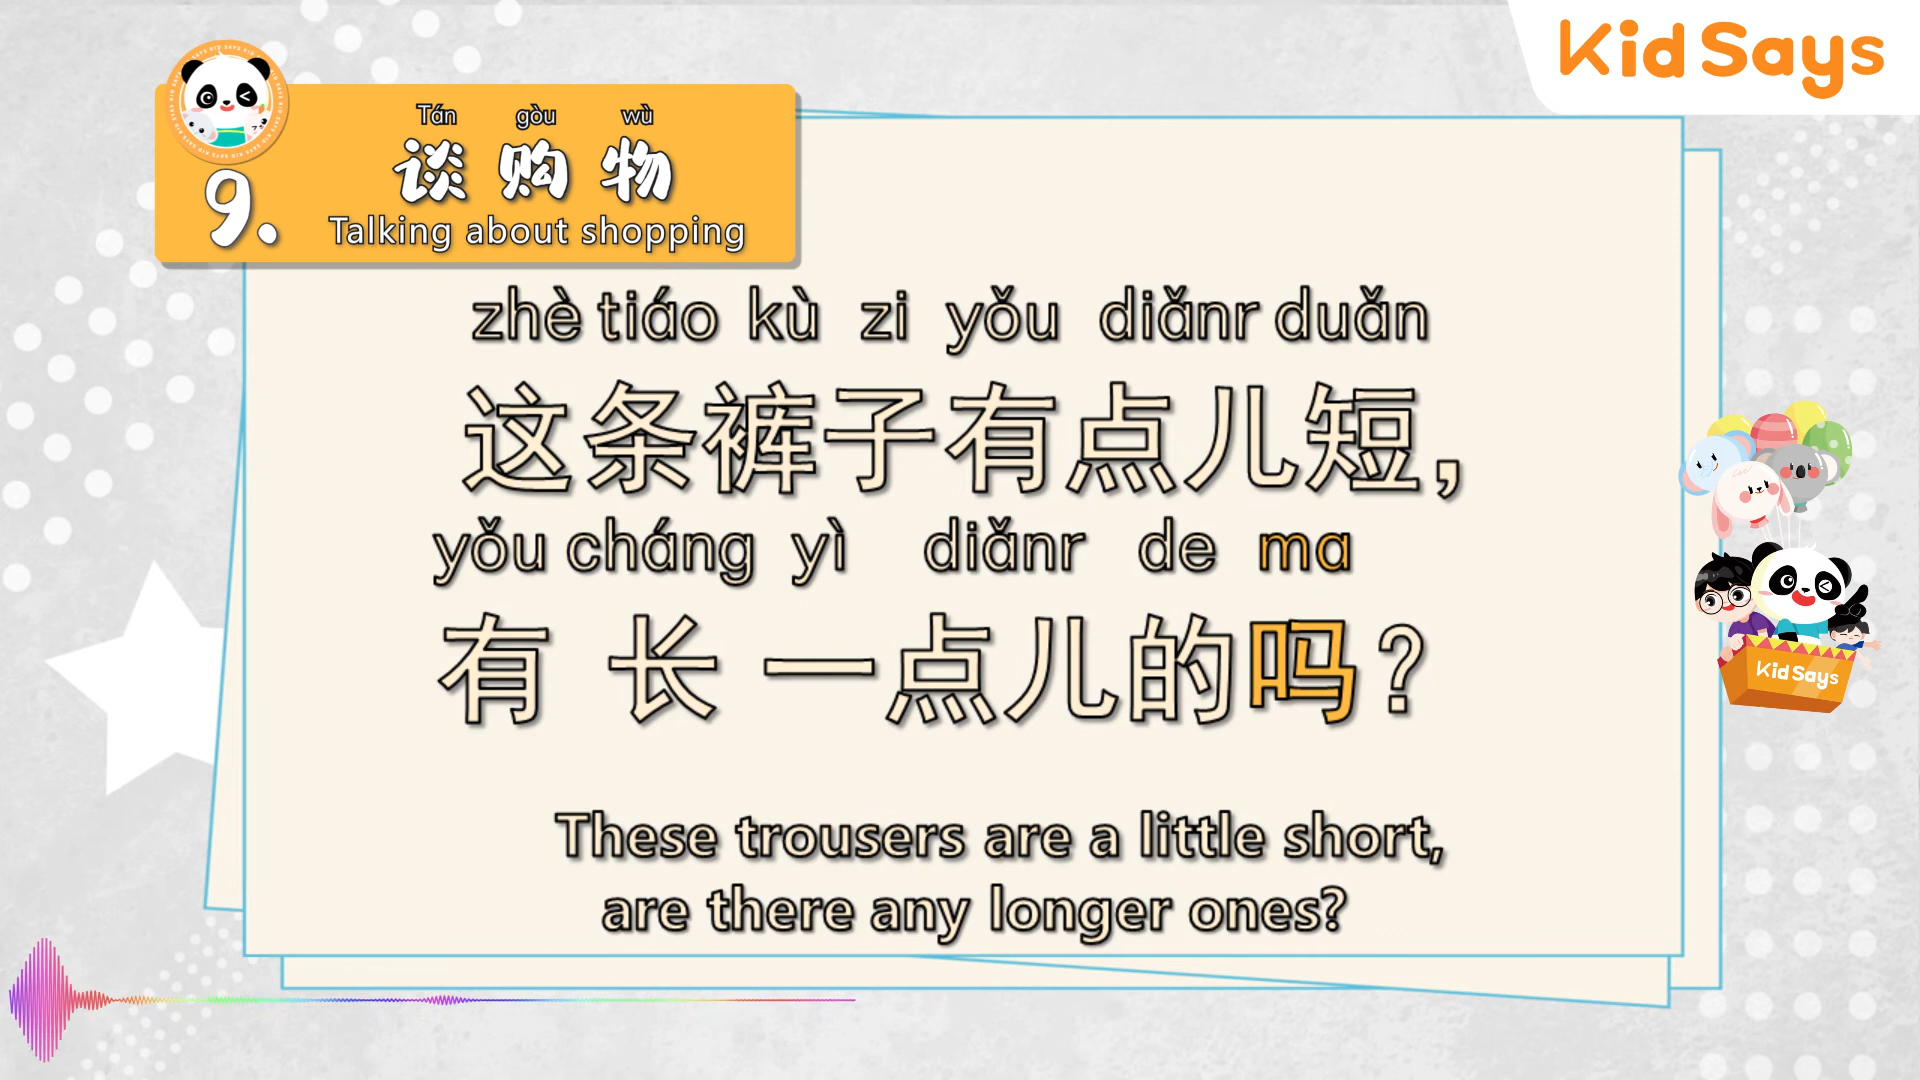 Kid Says
Tán gòu wù
谈购物
9.
Talking about shopping
zhè tiáo kù zi yǒu diǎnr duǎn
这条裤子有点儿短，
yǒu cháng yì diǎnr de ma
有长一点儿的吗？
These trousers are a little short,
are there any longer ones?
Kid Says